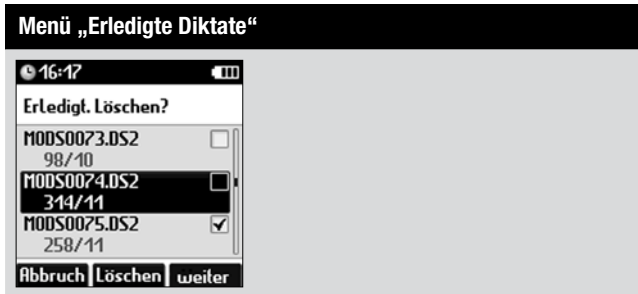 Menü „Erledigte Diktate“
16:17
Erledigt. Löschen?
MODS0073.DS2
98/10
MODS0074.DS2
314/11
MODS0075.DS2
258/11
Abbruch Löschen weiter